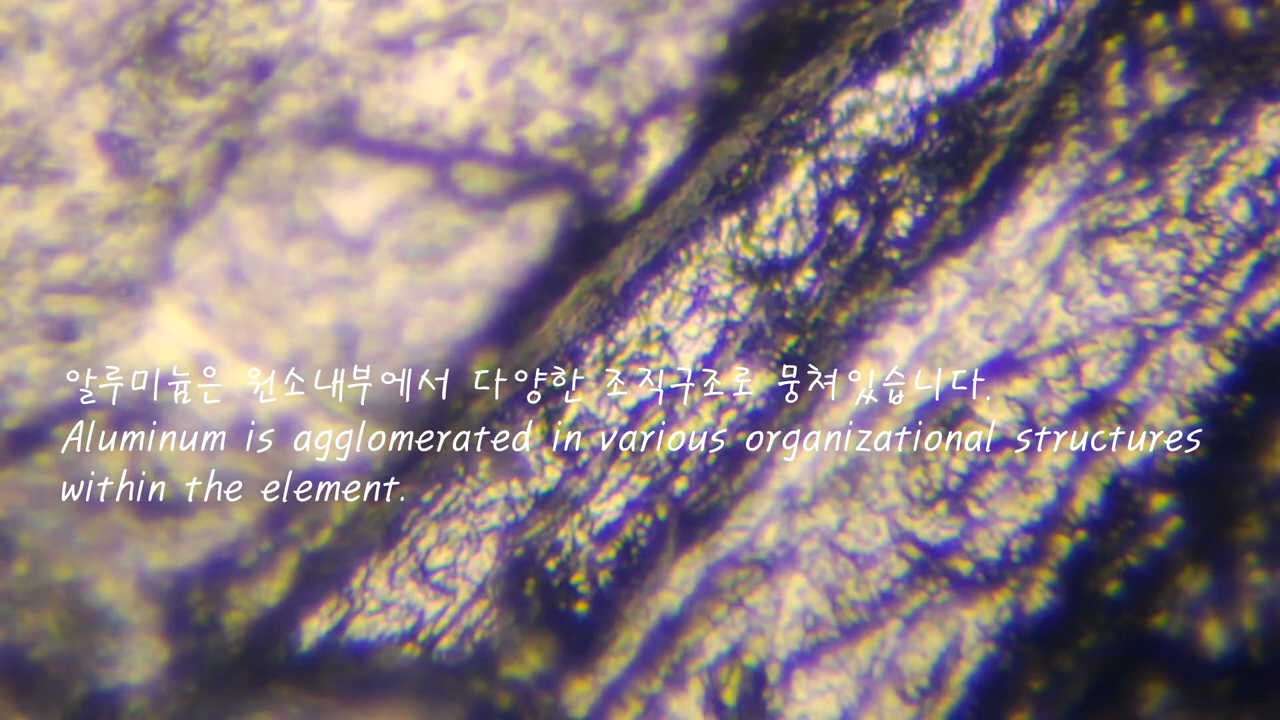 알루미늄은 원소내부에서 다양한 조직구조로 뭉쳐있습니다.
Aluminum is agglomerated in various organizational structures
within the element.